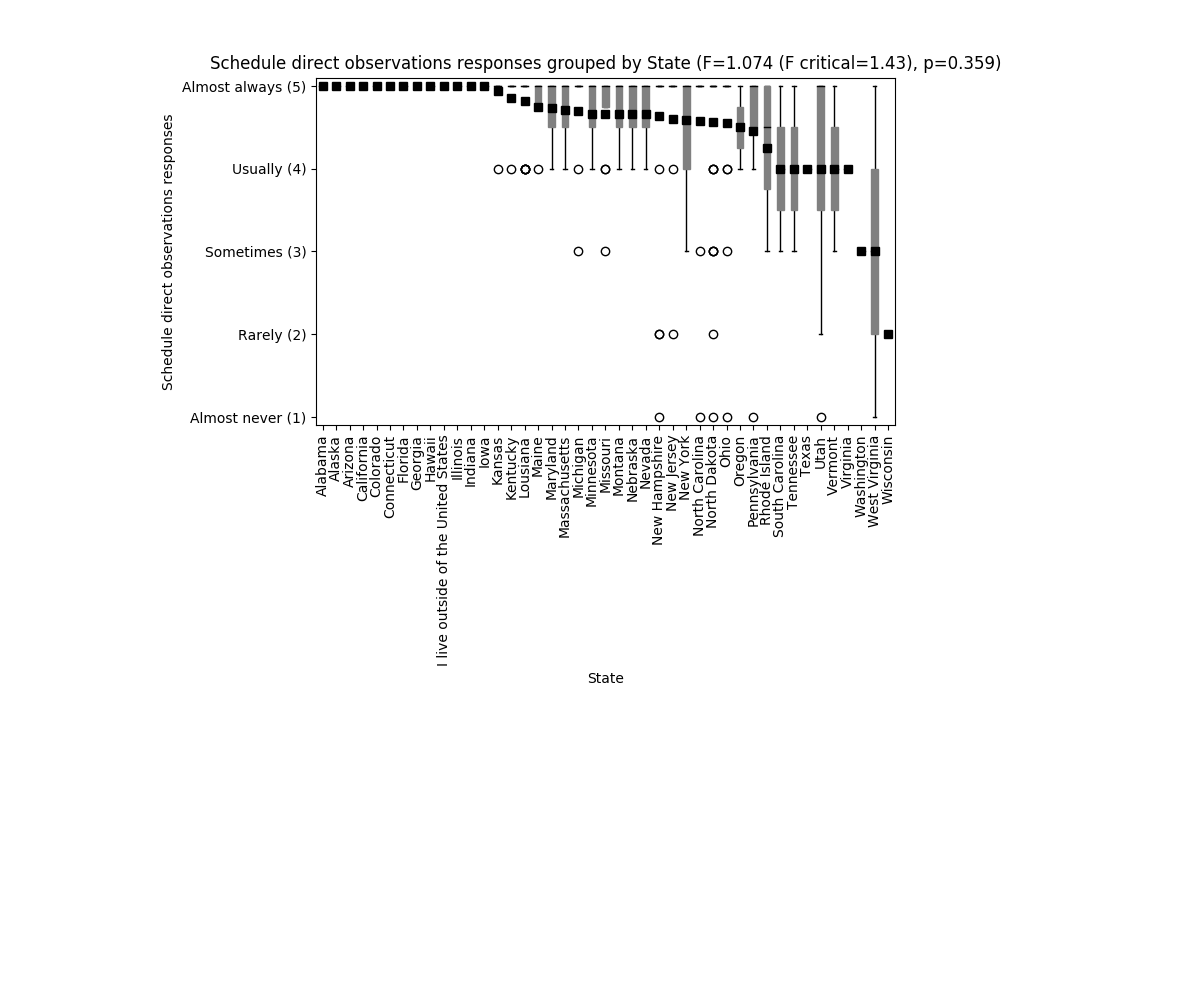 Schedule direct observations responses grouped by State (F=1.074 (F critical=1.43), p=0.359)
Schedule direct observations responses
Almost always (5)
Usually (4)
Sometimes (3)
Rarely (2)
Almost never (1)
Alabama
Alaska
Arizona
California
Colorado
Connecticut
Florida
Georgia
Hawaii
I live outside of the United States
Illinois
Indiana
Iowa
Kansas
Kentucky
Lousiana
Maine
Maryland
Massachusetts
Michigan
Minnesota
Missouri
Montana
Nebraska
Nevada
New Hampshire
New Jersey
New York
North Carolina
North Dakota
Ohio
Oregon
Pennsylvania
Rhode Island
South Carolina
Tennessee
Texas
Utah
Vermont
Virginia
Washington
West Virginia
Wisconsin
State